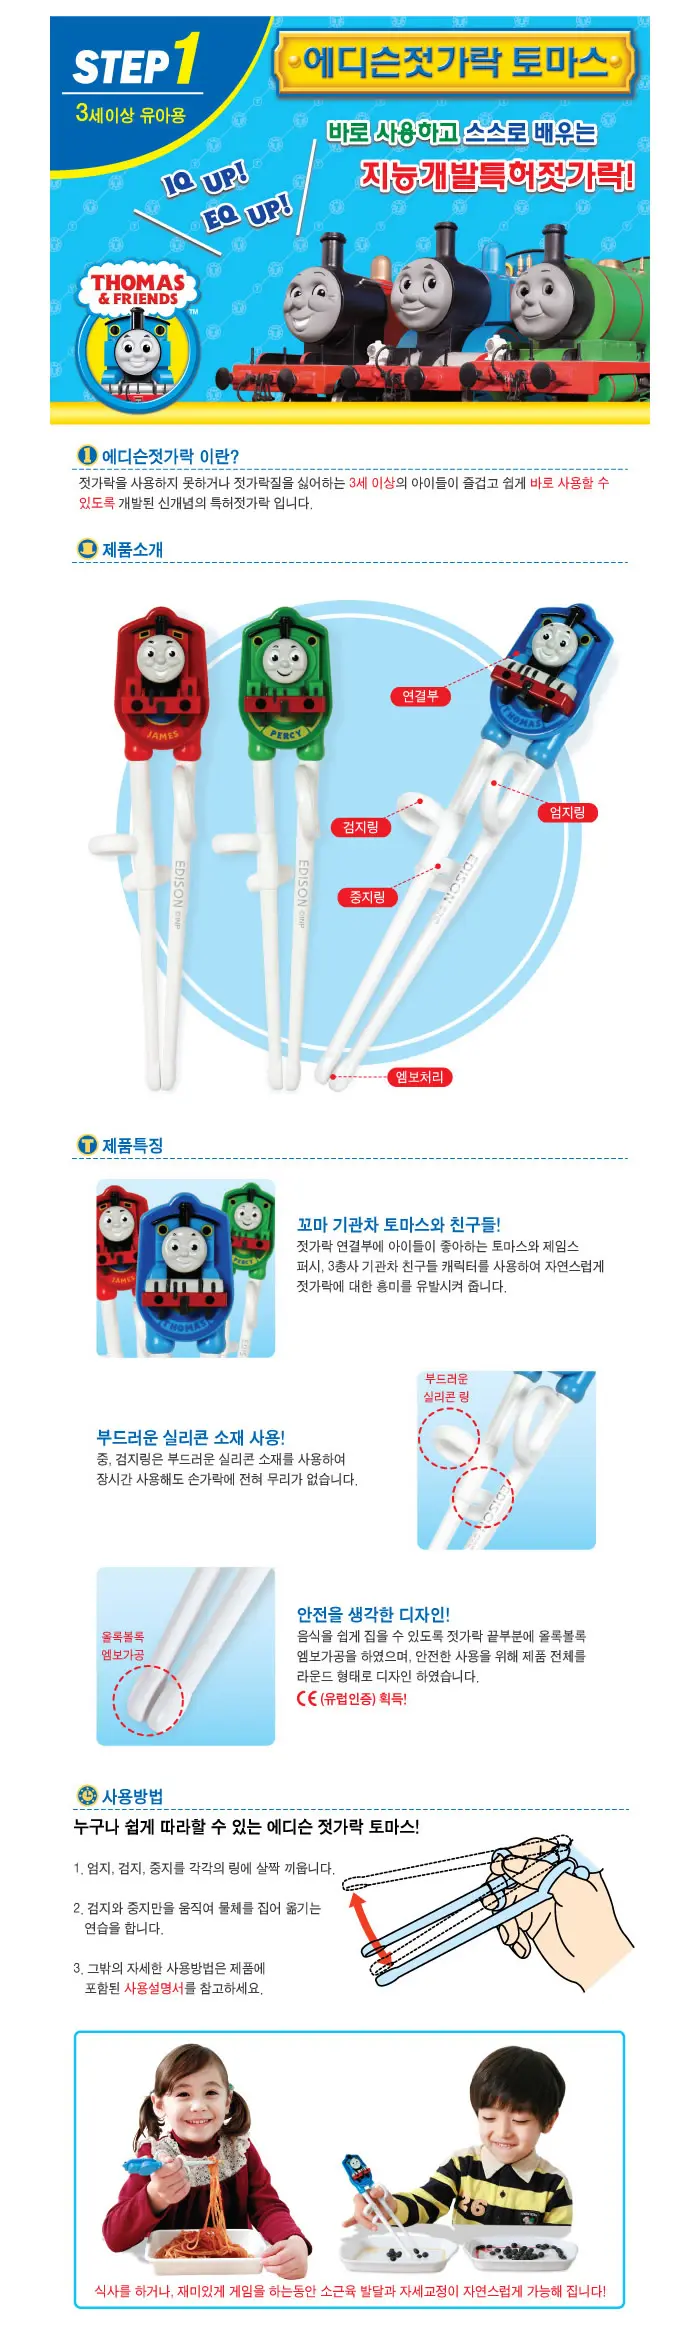 STEP1
3세이상 유아용
에디슨젓가락 토마스
바로 사용하고 스스로 배우는
지능개발특허젓가락!
IQ UP!
EQ UP!
THOMAS
& FRIENDS
TM
에디슨젓가락 이란?
젓가락을 사용하지 못하거나 젓가락질을 싫어하는 3세 이상의 아이들이 즐겁고 쉽게 바로 사용할 수
있도록 개발된 신개념의 특허젓가락 입니다.
제품소개
JAMES
PERCY
THOMAS
연결부
검지링
엄지링
중지링
EDISON
EDISON
EDISON
엠보처리
제품특징
JAMES
PERCY
THOMAS
꼬마 기관차 토마스와 친구들!
젓가락 연결부에 아이들이 좋아하는 토마스와 제임스
퍼시, 3총사 기관차 친구들 캐릭터를 사용하여 자연스럽게
젓가락에 대한 흥미를 유발시켜 줍니다.
부드러운 실리콘 소재 사용!
중, 검지링은 부드러운 실리콘 소재를 사용하여
장시간 사용해도 손가락에 전혀 무리가 없습니다.
부드러운
실리콘 링
EDISON
올록볼록
엠보가공
안전을 생각한 디자인!
음식을 쉽게 집을 수 있도록 젓가락 끝부분에 올록볼록
엠보가공을 하였으며, 안전한 사용을 위해 제품 전체를
라운드 형태로 디자인 하였습니다.
CE (유럽인증) 획득!
사용방법
누구나 쉽게 따라할 수 있는 에디슨 젓가락 토마스!
1. 엄지, 검지, 중지를 각각의 링에 살짝 끼웁니다.
2. 검지와 중지만을 움직여 물체를 집어 옮기는
연습을 합니다.
3. 그밖의 자세한 사용방법은 제품에
포함된 사용설명서를 참고하세요.
26
식사를 하거나, 재미있게 게임을 하는동안 소근육 발달과 자세교정이 자연스럽게 가능해 집니다!